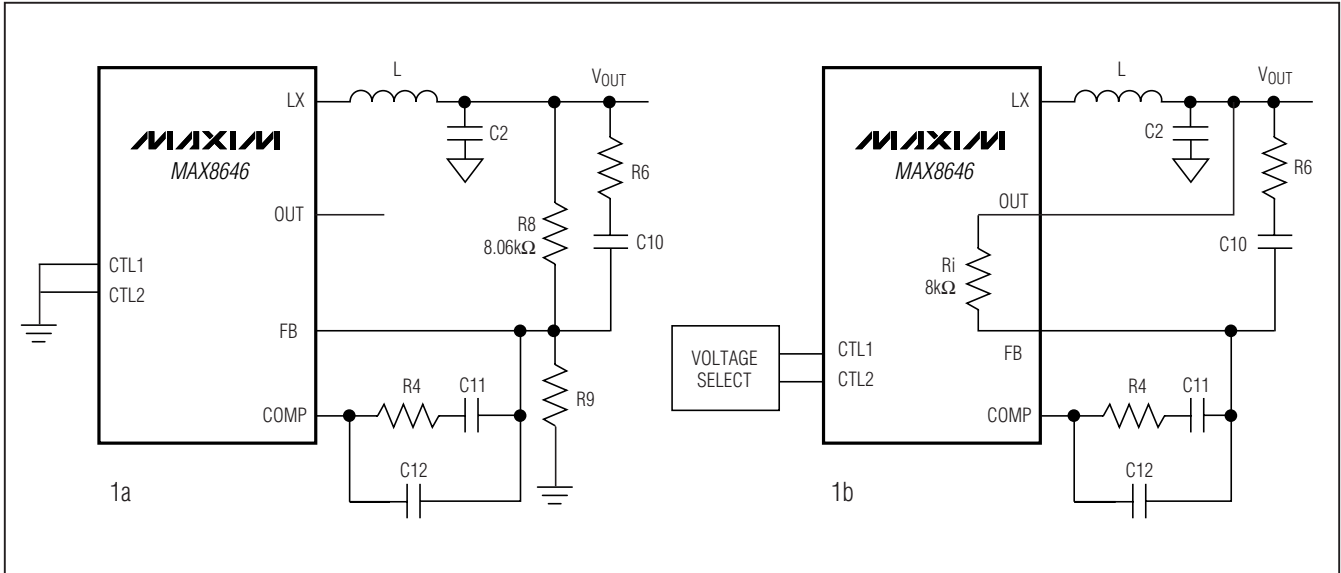 LX
L
VOUT
C2
MAXIM
MAX8646
R6
OUT
R8
8.06kΩ
C10
CTL1
CTL2
FB
R4
C11
R9
COMP
C12
1a
LX
L
VOUT
C2
MAXIM
MAX8646
R6
OUT
C10
Ri
8kΩ
VOLTAGE
SELECT
CTL1
CTL2
FB
R4
C11
COMP
C12
1b